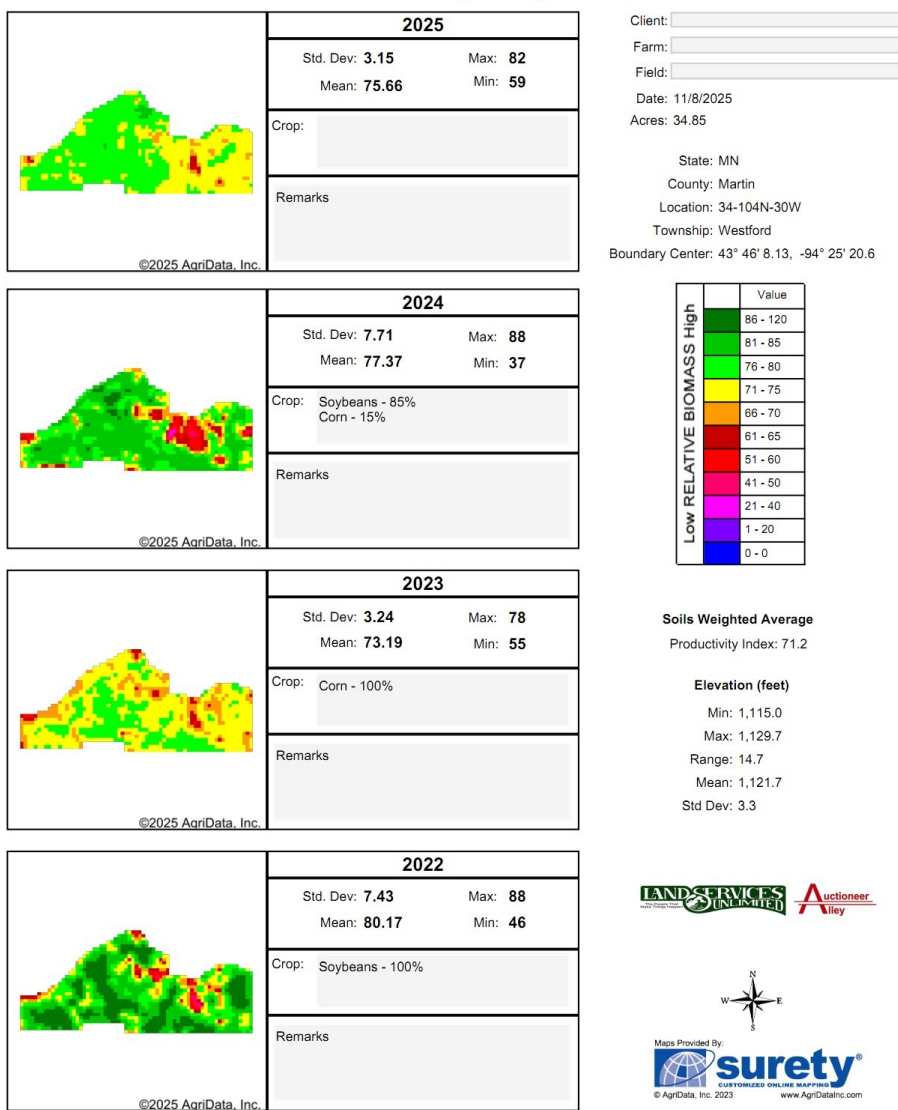 2025
Std. Dev: 3.15 Max: 82
Mean: 75.66 Min: 59
Crop:
Remarks
©2025 AgriData, Inc.
2024
Std. Dev: 7.71 Max: 88
Mean: 77.37 Min: 37
Crop: Soybeans - 85%
Corn - 15%
Remarks
©2025 AgriData, Inc.
2023
Std. Dev: 3.24 Max: 78
Mean: 73.19 Min: 55
Crop: Corn - 100%
Remarks
©2025 AgriData, Inc.
2022
Std. Dev: 7.43 Max: 88
Mean: 80.17 Min: 46
Crop: Soybeans - 100%
Remarks
©2025 AgriData, Inc.
Client:
Farm:
Field:
Date: 11/8/2025
Acres: 34.85
State: MN
County: Martin
Location: 34-104N-30W
Township: Westford
Boundary Center: 43° 46' 8.13, -94° 25' 20.6
Low RELATIVE BIOMASS High
Value
86 - 120
81 - 85
76 - 80
71 - 75
66 - 70
61 - 65
51 - 60
41 - 50
21 - 40
1 - 20
0 - 0
Soils Weighted Average
Productivity Index: 71.2
Elevation (feet)
Min: 1,115.0
Max: 1,129.7
Range: 14.7
Mean: 1,121.7
Std Dev: 3.3
LAND SERVICES
UNLIMITED
The People That
Make Things Happen
Auctioneer
Alley
N
W E
S
Maps Provided By:
surety®
CUSTOMIZED ONLINE MAPPING
© AgriData, Inc. 2023 www.AgriDataInc.com